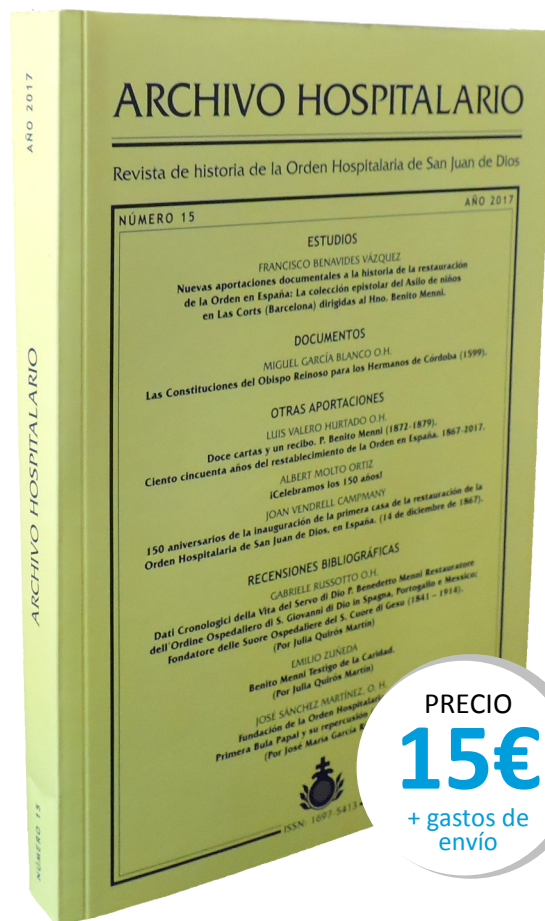 AÑO 2017
ARCHIVO HOSPITALARIO
NÚMERO 15
ARCHIVO HOSPITALARIO
Revista de historia de la Orden Hospitalaria de San Juan de Dios
NÚMERO 15
AÑO 2017
ESTUDIOS
FRANCISCO BENAVIDES VÁZQUEZ
Nuevas aportaciones documentales a la historia de la restauración
de la Orden en España: La colección epistolar del Asilo de niños
en Las Corts (Barcelona) dirigidas al Hno. Benito Menni.
DOCUMENTOS
MIGUEL GARCÍA BLANCO O.H.
Las Constituciones del Obispo Reinoso para los Hermanos de Córdoba (1599).
OTRAS APORTACIONES
LUIS VALERO HURTADO O.H.
Doce cartas y un recibo. P. Benito Menni (1872-1879).
Ciento cincuenta años del restablecimiento de la Orden en España. 1867-2017.
ALBERT MOLTO ORTIZ
¡Celebramos los 150 años!
JOAN VENDRELL CAMPMANY
150 aniversarios de la inauguración de la primera casa de la restauración de la
Orden Hospitalaria de San Juan de Dios, en España. (14 de diciembre de 1867).
RECENSIONES BIBLIOGRÁFICAS
GABRIELE RUSSOTTO O.H.
Dati Cronologici della Vita del Servo di Dio P. Benedetto Menni Restauratore
dell'Ordine Ospedaliero di S. Giovanni di Dio in Spagna, Portogallo e Messico;
Fondatore delle Suore Ospedaliere del S. Cuore di Gesu (1841 – 1914).
(Por Julia Quirós Martín)
EMILIO ZUÑEDA
Benito Menni Testigo de la Caridad.
(Por Julia Quirós Martín)
JOSÉ SÁNCHEZ MARTÍNEZ, O. H.
Fundación de la Orden Hospitalaria
Primera Bula Papal y su repercusión
(Por José María García
ISSN: 1697-5413
PRECIO
15€
+ gastos de
envío